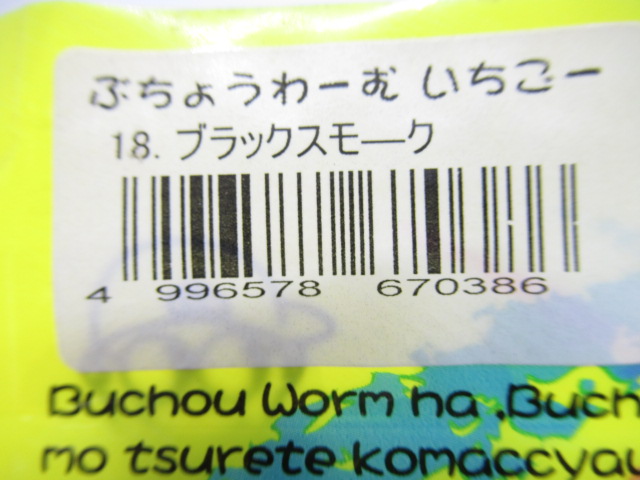 ぶちょうわーむ いちごー
18. ブラックスモーク
4 996578 670386
Buchou Worm ha ,Buch
mo tsurete komaccyau